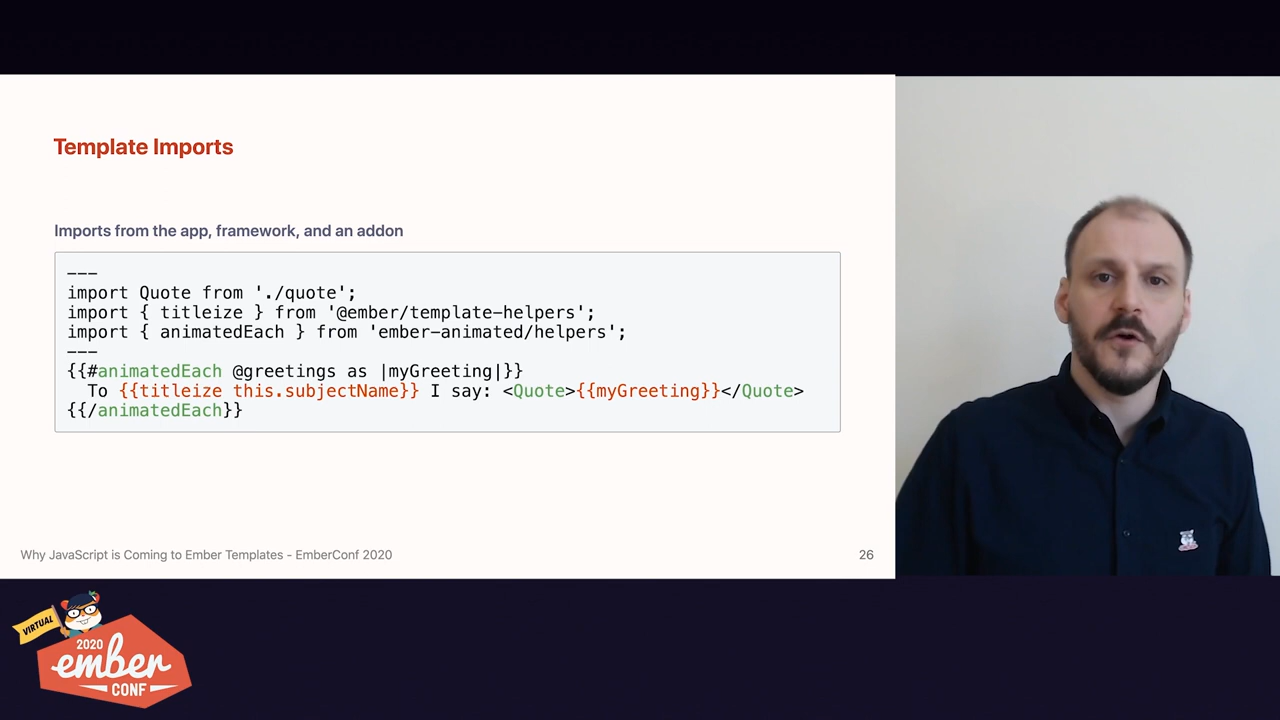 Template Imports
Imports from the app, framework, and an addon
---
import Quote from './quote';
import { titleize } from '@ember/template-helpers';
import { animatedEach } from 'ember-animated/helpers';
---
{{#animatedEach @greetings as |myGreeting|}}
  To {{titleize this.subjectName}} I say: <Quote>{{myGreeting}}</Quote>
{{/animatedEach}}
Why JavaScript is Coming to Ember Templates - EmberConf 2020
26
VIRTUAL
2020
ember
CONF